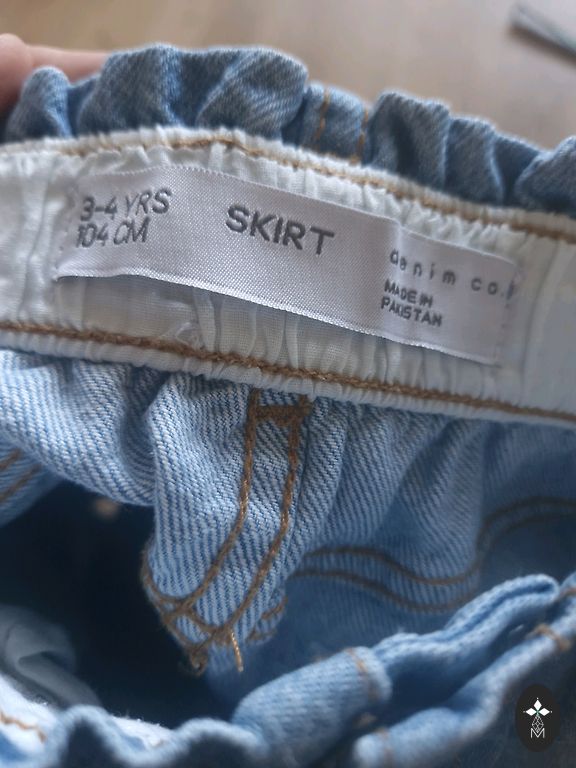 3-4 YRS
104 CM
SKIRT
denim co.
MADE IN
PAKISTAN
M